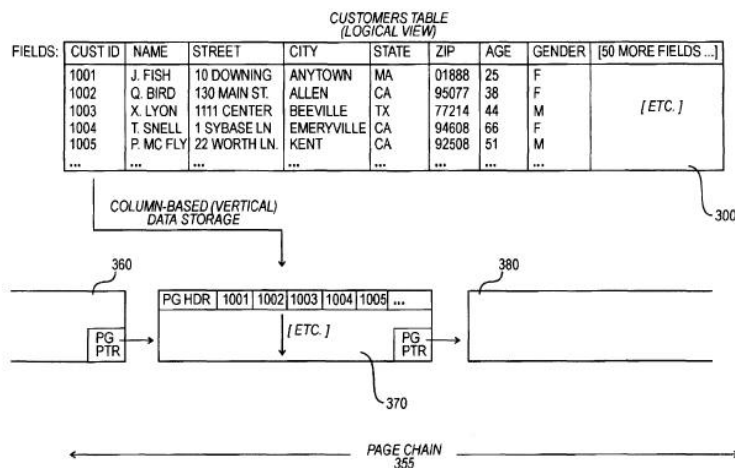 CUSTOMERS TABLE
(LOGICAL VIEW)
FIELDS: CUST ID NAME STREET CITY STATE ZIP AGE GENDER [50 MORE FIELDS ...]
1001 J. FISH 10 DOWNING ANYTOWN MA 01888 25 F
1002 Q. BIRD 130 MAIN ST. ALLEN CA 95077 38 F
1003 X. LYON 1111 CENTER BEEVILLE TX 77214 44 M [ETC.]
1004 T. SNELL 1 SYBASE LN EMERYVILLE CA 94608 66 F
1005 P. MC FLY 22 WORTH LN. KENT CA 92508 51 M
... ... ... ... ... ... ... ...
300
COLUMN-BASED (VERTICAL)
DATA STORAGE
360
380
PG HDR 1001 1002 1003 1004 1005 ...
[ETC.]
PG
PTR
PG
PTR
370
PAGE CHAIN
355